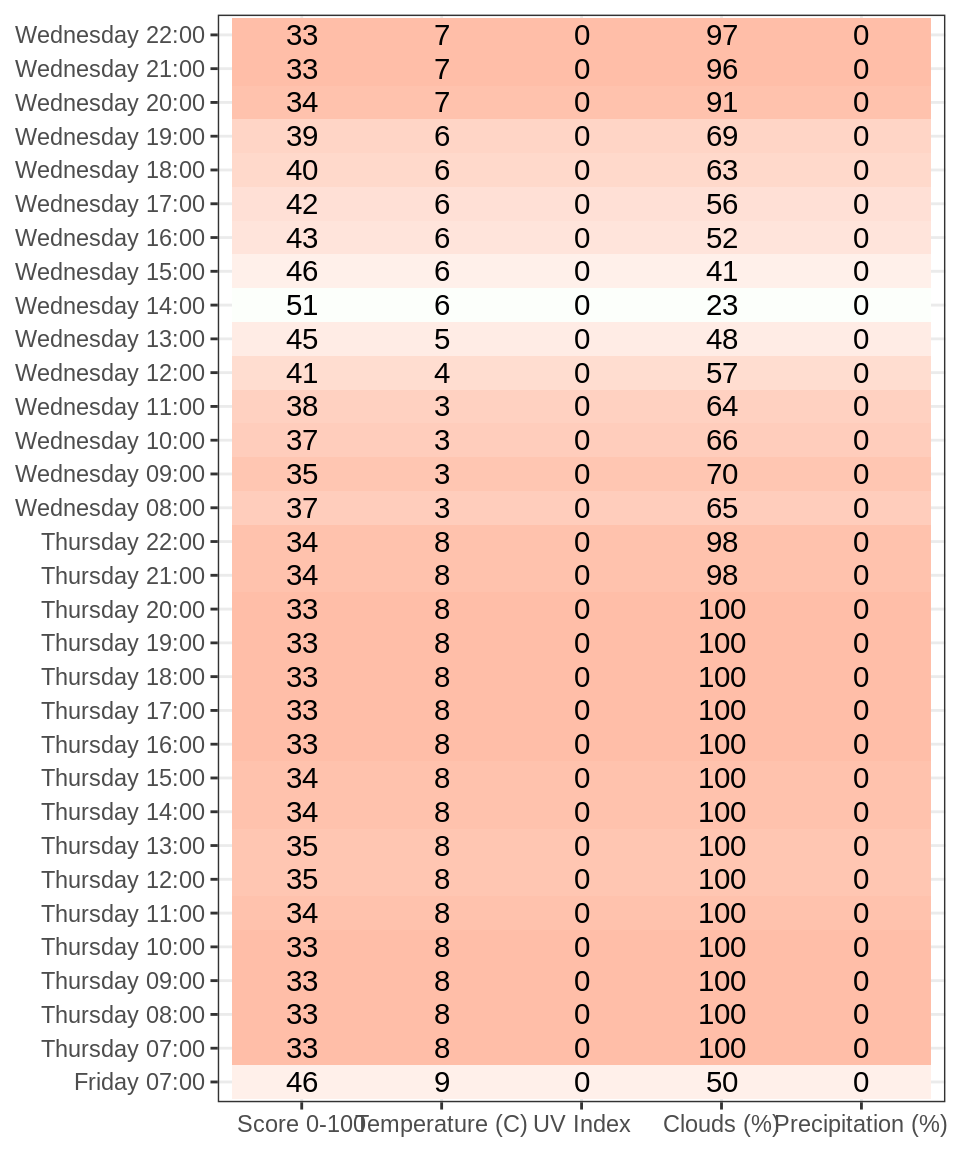 Wednesday 22:00 33 7 0 97 0
Wednesday 21:00 33 7 0 96 0
Wednesday 20:00 34 7 0 91 0
Wednesday 19:00 39 6 0 69 0
Wednesday 18:00 40 6 0 63 0
Wednesday 17:00 42 6 0 56 0
Wednesday 16:00 43 6 0 52 0
Wednesday 15:00 46 6 0 41 0
Wednesday 14:00 51 6 0 23 0
Wednesday 13:00 45 5 0 48 0
Wednesday 12:00 41 4 0 57 0
Wednesday 11:00 38 3 0 64 0
Wednesday 10:00 37 3 0 66 0
Wednesday 09:00 35 3 0 70 0
Wednesday 08:00 37 3 0 65 0
Thursday 22:00 34 8 0 98 0
Thursday 21:00 34 8 0 98 0
Thursday 20:00 33 8 0 100 0
Thursday 19:00 33 8 0 100 0
Thursday 18:00 33 8 0 100 0
Thursday 17:00 33 8 0 100 0
Thursday 16:00 33 8 0 100 0
Thursday 15:00 34 8 0 100 0
Thursday 14:00 34 8 0 100 0
Thursday 13:00 35 8 0 100 0
Thursday 12:00 35 8 0 100 0
Thursday 11:00 34 8 0 100 0
Thursday 10:00 33 8 0 100 0
Thursday 09:00 33 8 0 100 0
Thursday 08:00 33 8 0 100 0
Thursday 07:00 33 8 0 100 0
Friday 07:00 46 9 0 50 0
Score 0-100 Temperature (C) UV Index Clouds (%) Precipitation (%)